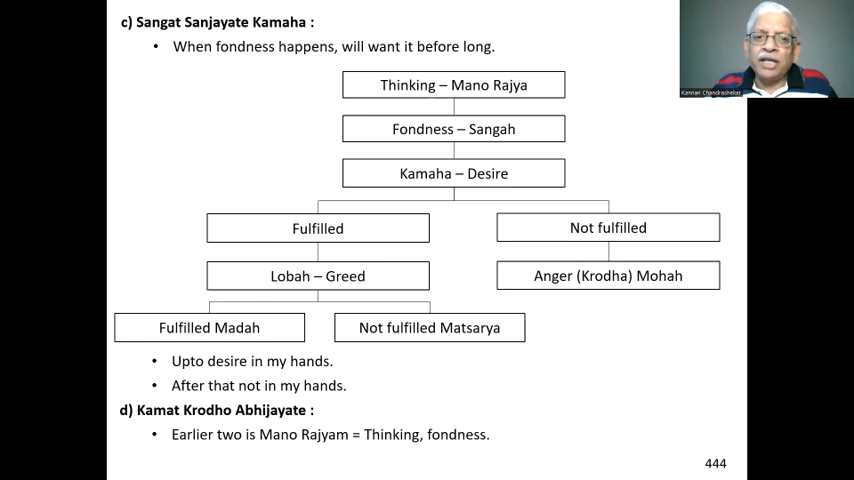 c) Sangat Sanjayate Kamaha :
• When fondness happens, will want it before long.
Thinking – Mano Rajya
Fondness – Sangah
Kamaha – Desire
Fulfilled
Not fulfilled
Lobah – Greed
Anger (Krodha) Mohah
Fulfilled Madah
Not fulfilled Matsarya
• Upto desire in my hands.
• After that not in my hands.
d) Kamat Krodho Abhijayate :
• Earlier two is Mano Rajyam = Thinking, fondness.
444
Kannan Chandrashekar